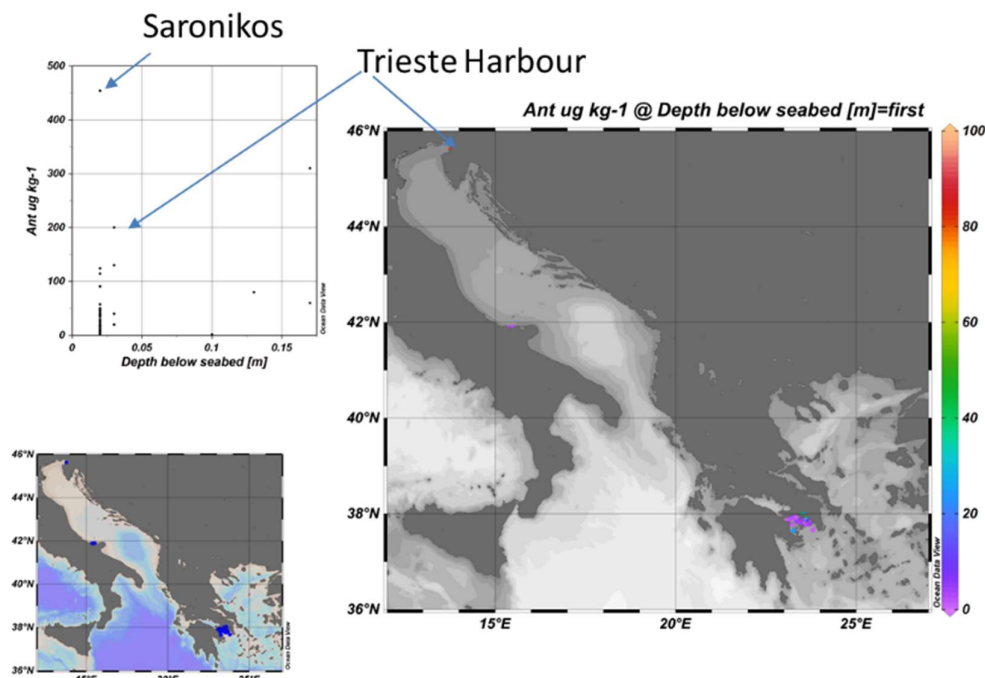 Saronikos
Trieste Harbour
500
400
300
200
100
0
Ant ug kg-1
0
0.05
0.1
0.15
Depth below seabed [m]
Ocean Data View
Ant ug kg-1 @ Depth below seabed [m]=first
46°N
44°N
42°N
40°N
38°N
36°N
15°E
20°E
25°E
Ocean Data View
100
80
60
40
20
0
46°N
44°N
42°N
40°N
38°N
36°N
15°E
20°E
25°E
Ocean Data View